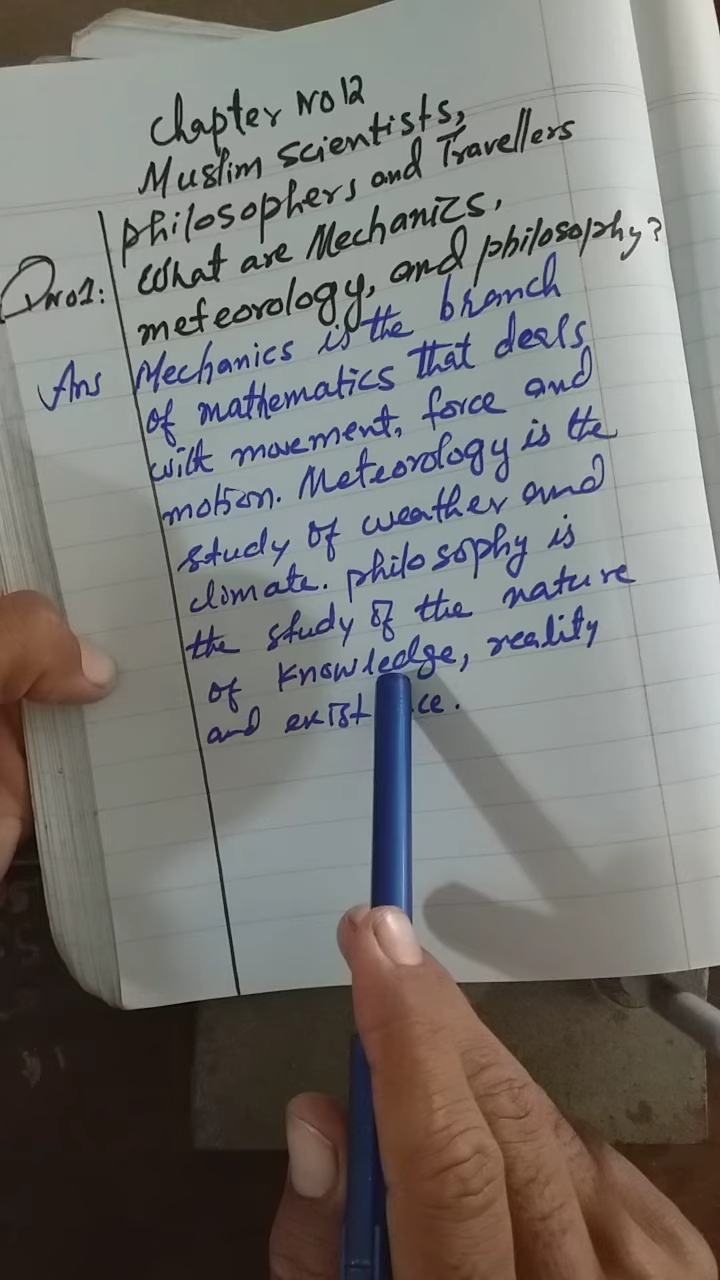 Chapter No 12
Muslim scientists,
philosophers and Travellers
Qno1: What are Mechanics,
meteorology, and philosophy?
Ans Mechanics is the branch
of mathematics that deals
with movement, force and
motion. Meteorology is the
study of weather and
climate. philosophy is
the study of the nature
of knowledge, reality
and